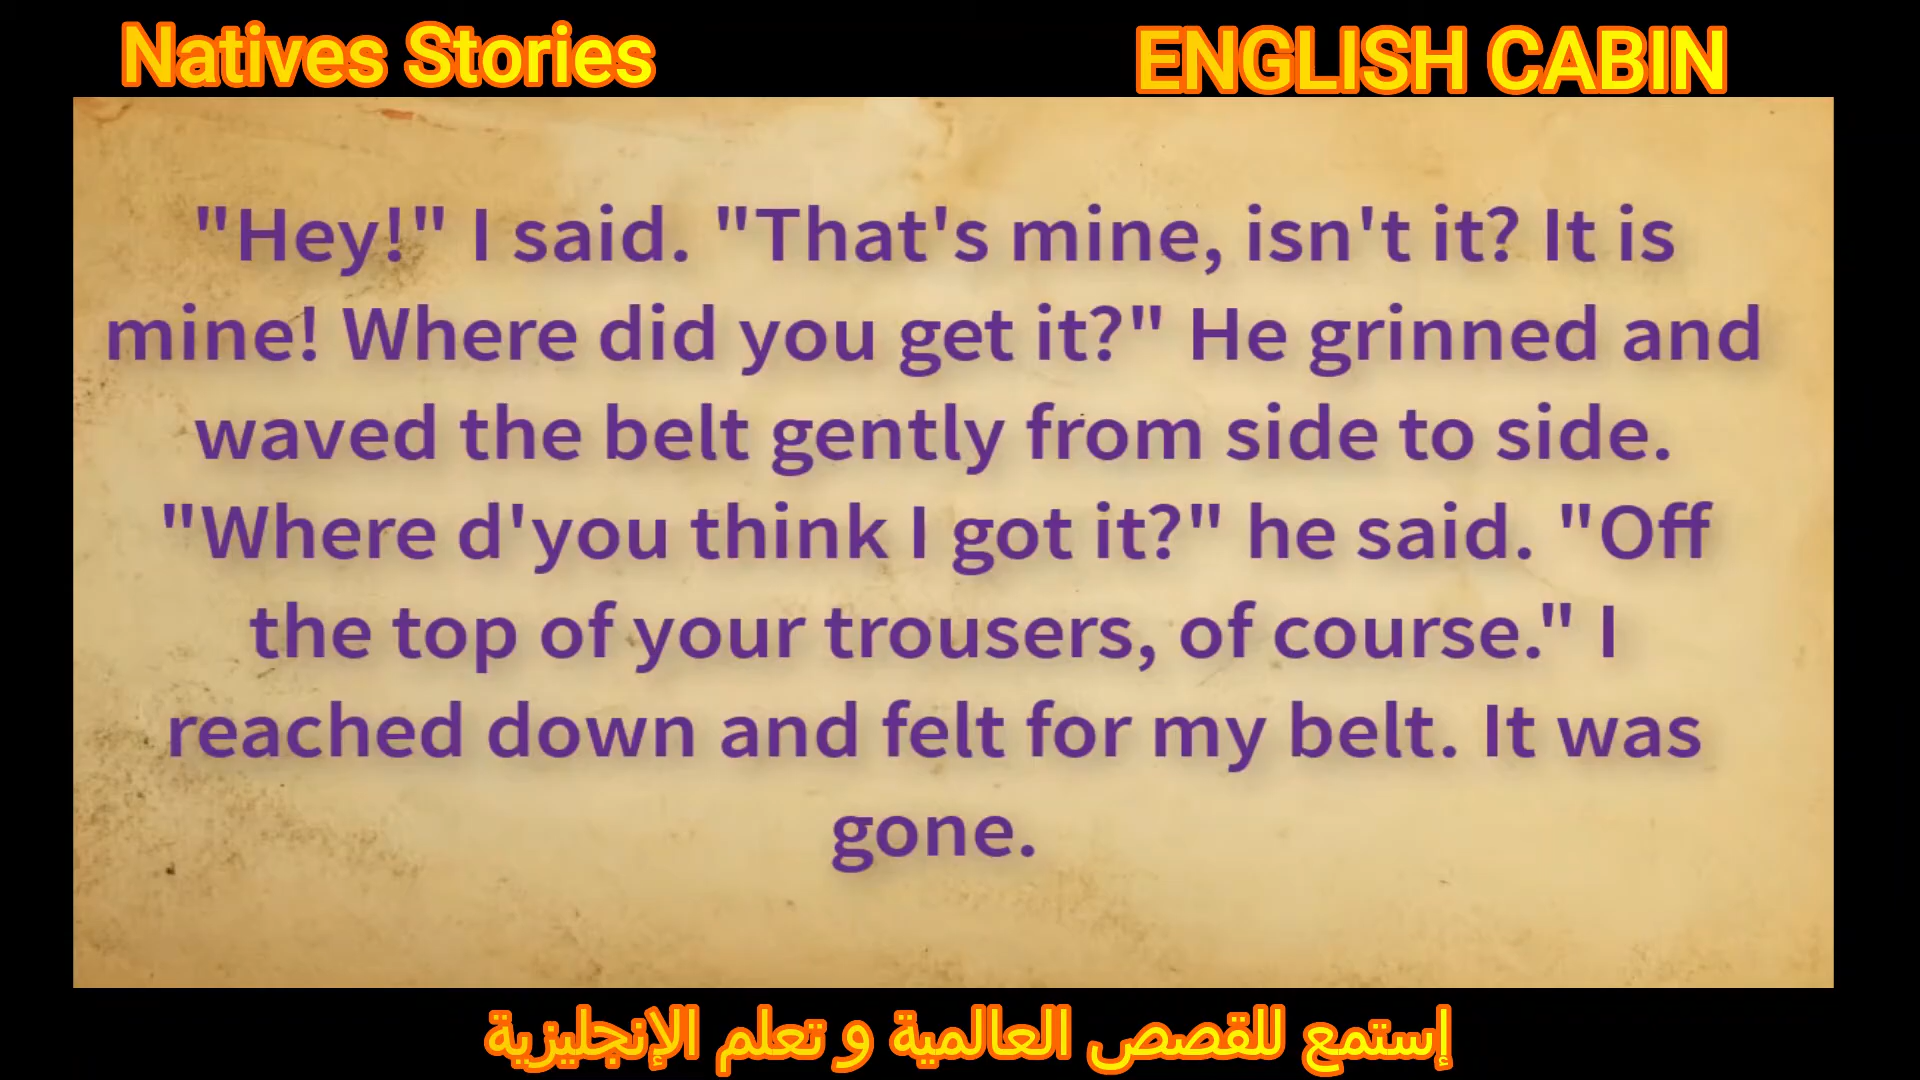 Natives Stories
ENGLISH CABIN
"Hey!" I said. "That's mine, isn't it? It is
mine! Where did you get it?" He grinned and
waved the belt gently from side to side.
"Where d'you think I got it?" he said. "Off
the top of your trousers, of course." I
reached down and felt for my belt. It was
gone.
إستمع للقصص العالمية و تعلم الإنجليزية